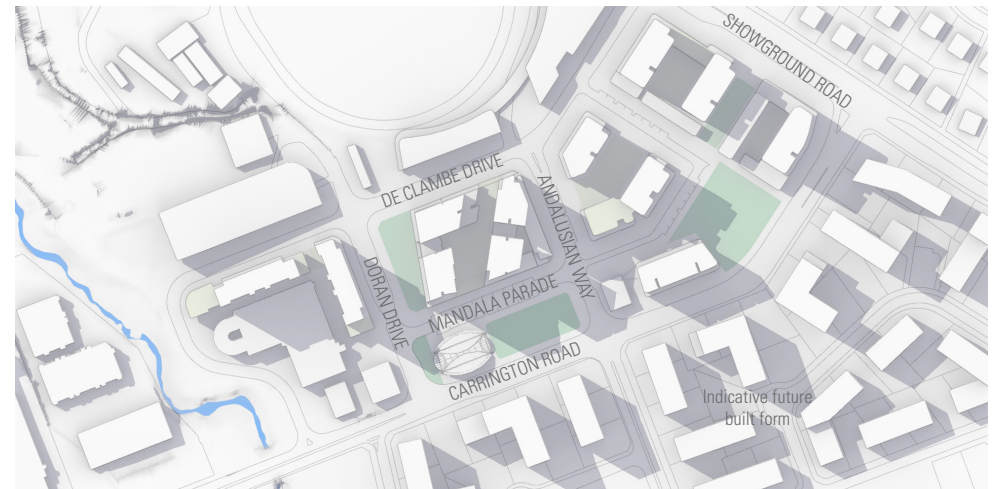 SHOWGROUND ROAD
DE CLAMBE DRIVE
ANDALUSIAN WAY
DORAN DRIVE
MANDALA PARADE
CARRINGTON ROAD
Indicative future
built form